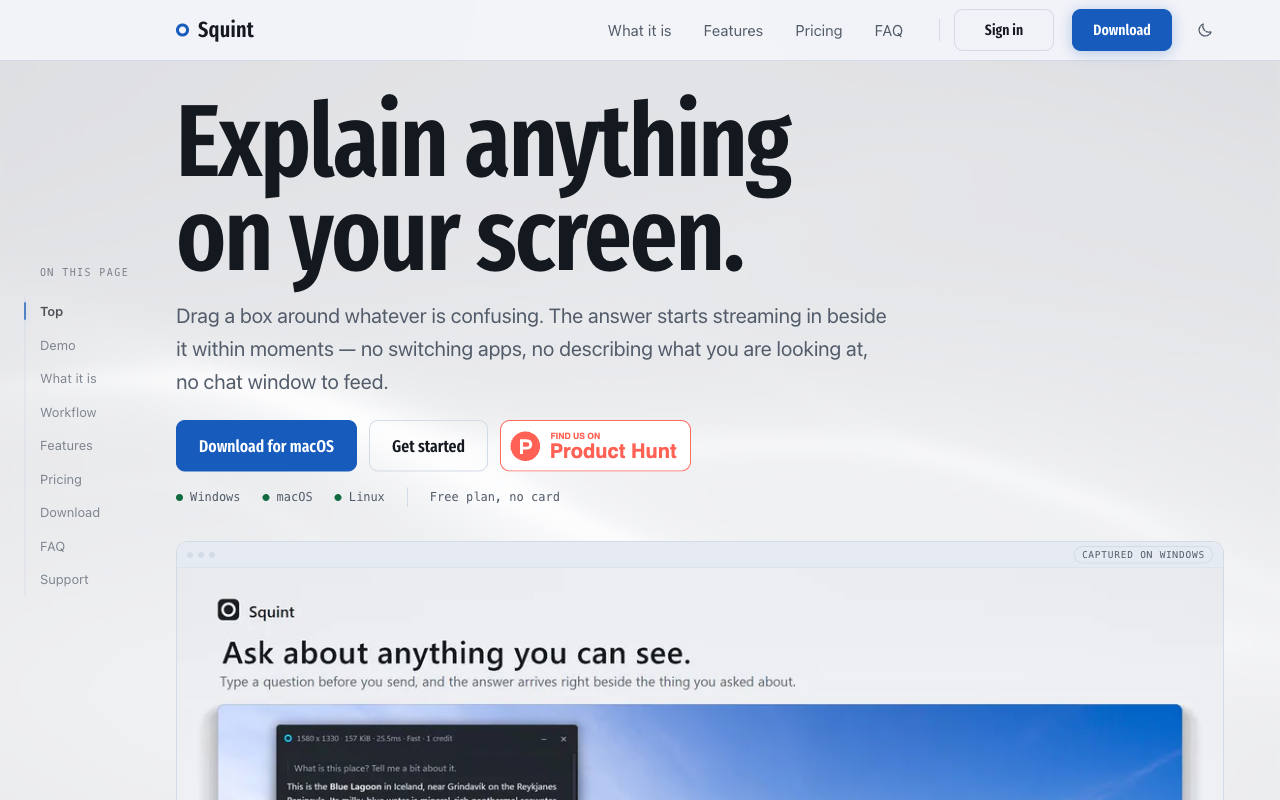 Squint
What it is
Features
Pricing
FAQ
Sign in
Download
Explain anything
on your screen.
ON THIS PAGE
Top
Demo
What it is
Workflow
Features
Pricing
Download
FAQ
Support
Drag a box around whatever is confusing. The answer starts streaming in beside
it within moments — no switching apps, no describing what you are looking at,
no chat window to feed.
Download for macOS
Get started
FIND US ON
Product Hunt
Windows
macOS
Linux
Free plan, no card
CAPTURED ON WINDOWS
Squint
Ask about anything you can see.
Type a question before you send, and the answer arrives right beside the thing you asked about.
1580 x 1330 · 157 KiB · 25.5ms · Fast · 1 credit
What is this place? Tell me a bit about it.
This is the Blue Lagoon in Iceland, near Grindavík on the Reykjanes